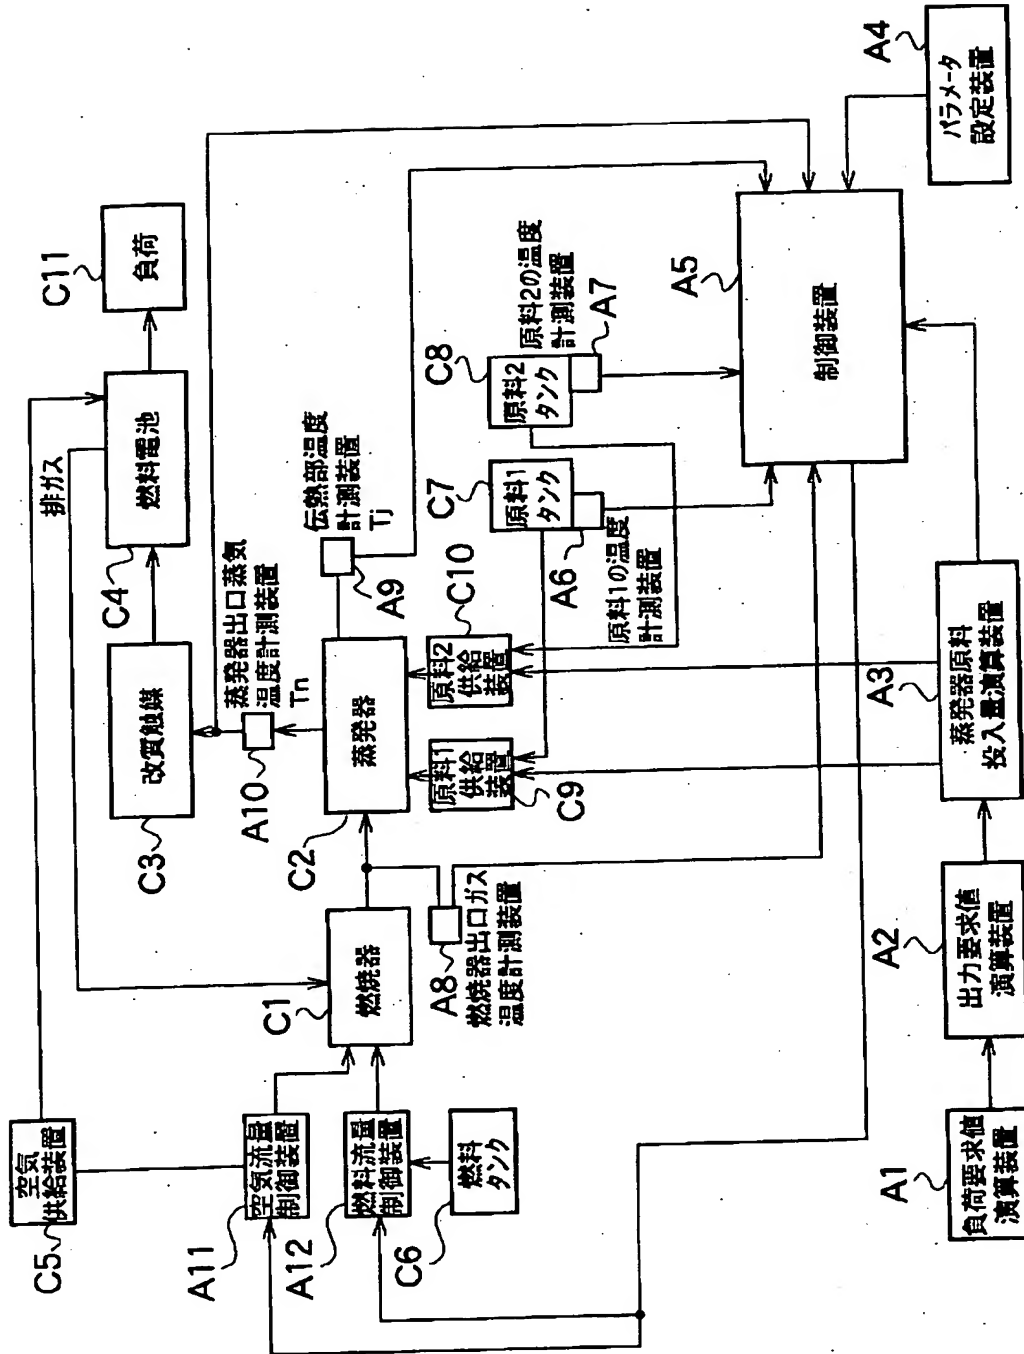 C5
空気
供給装置
A11
空気流量
制御装置
A12
燃料流量
制御装置
C6
燃料
タンク
排ガス
C1
燃焼器
A8
燃焼器出口ガス
温度計測装置
C3
改質触媒
C4
燃料電池
C11
負荷
A10
蒸発器出口蒸気
温度計測装置
Tn
C2
蒸発器
伝熱部温度
計測装置
Tj
A9
C9
原料1
供給
装置
C10
原料2
供給
装置
C7
原料1
タンク
A6
原料1の温度
計測装置
C8
原料2
タンク
原料2の温度
計測装置
A7
A5
制御装置
A4
パラメータ
設定装置
A1
負荷要求値
演算装置
A2
出力要求値
演算装置
A3
蒸発器原料
投入量演算装置